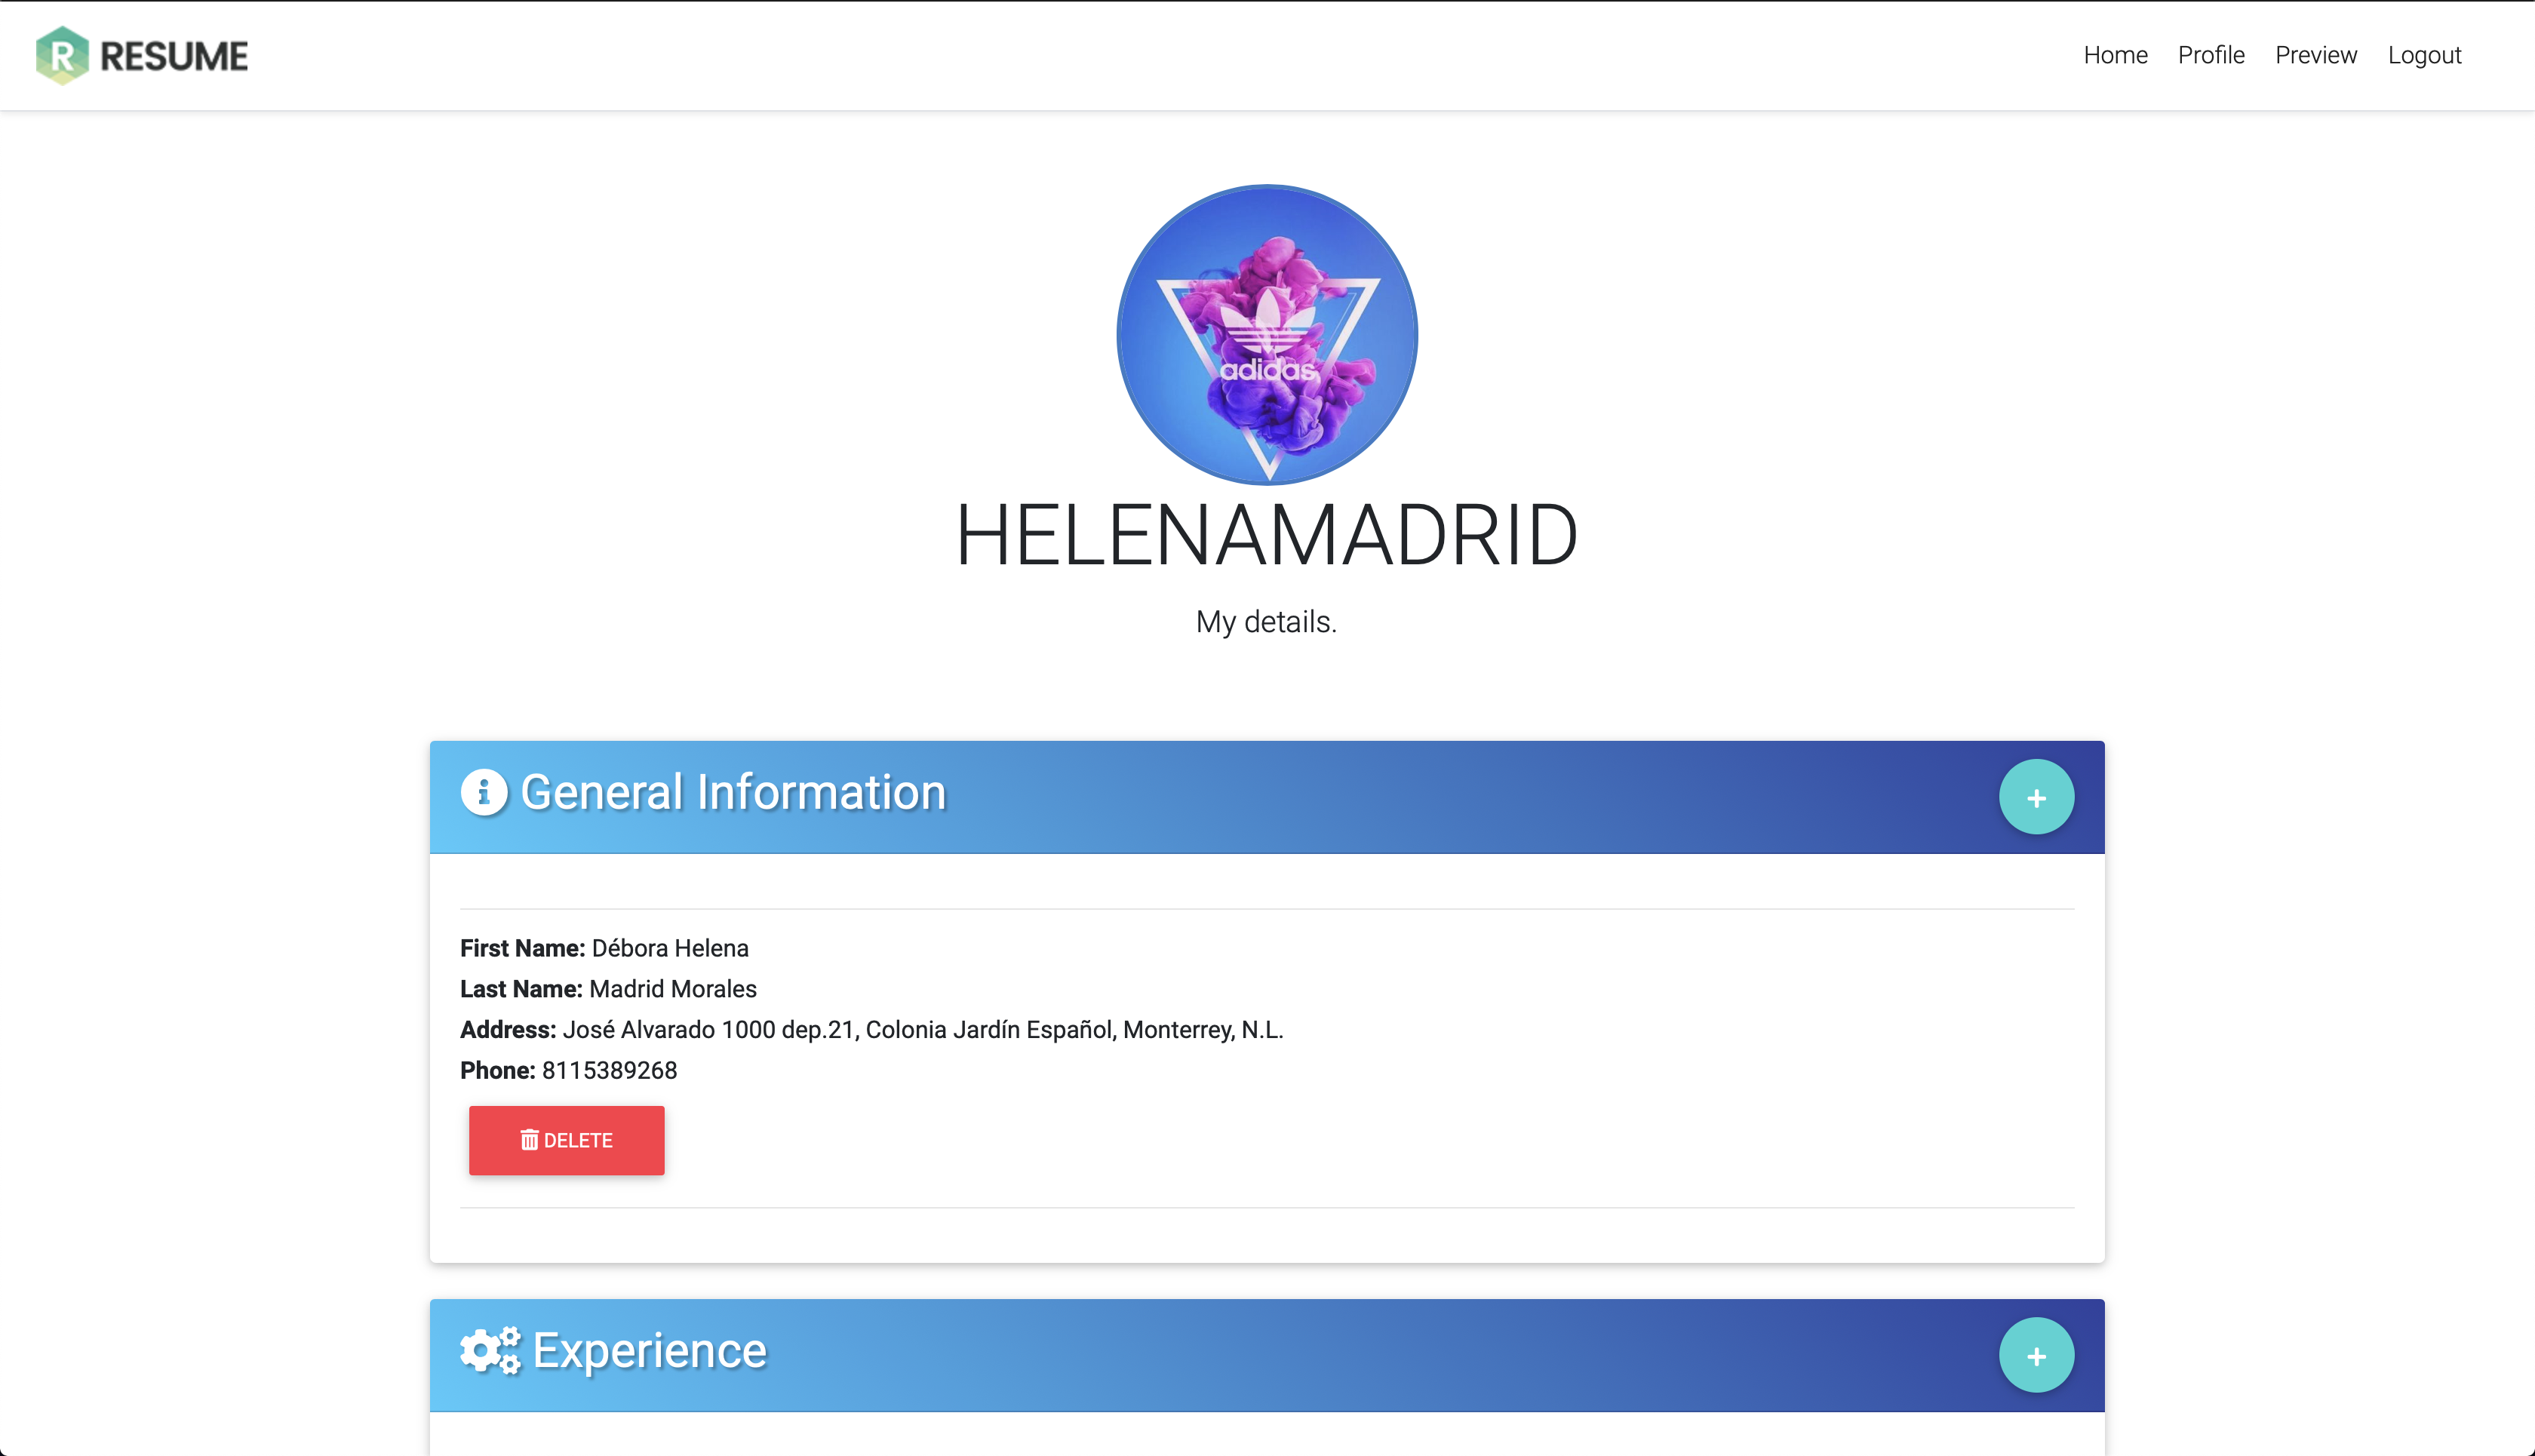 R RESUME
Home Profile Preview Logout
adidas
HELENAMADRID
My details.
General Information
First Name: Débora Helena
Last Name: Madrid Morales
Address: José Alvarado 1000 dep.21, Colonia Jardín Español, Monterrey, N.L.
Phone: 8115389268
DELETE
Experience